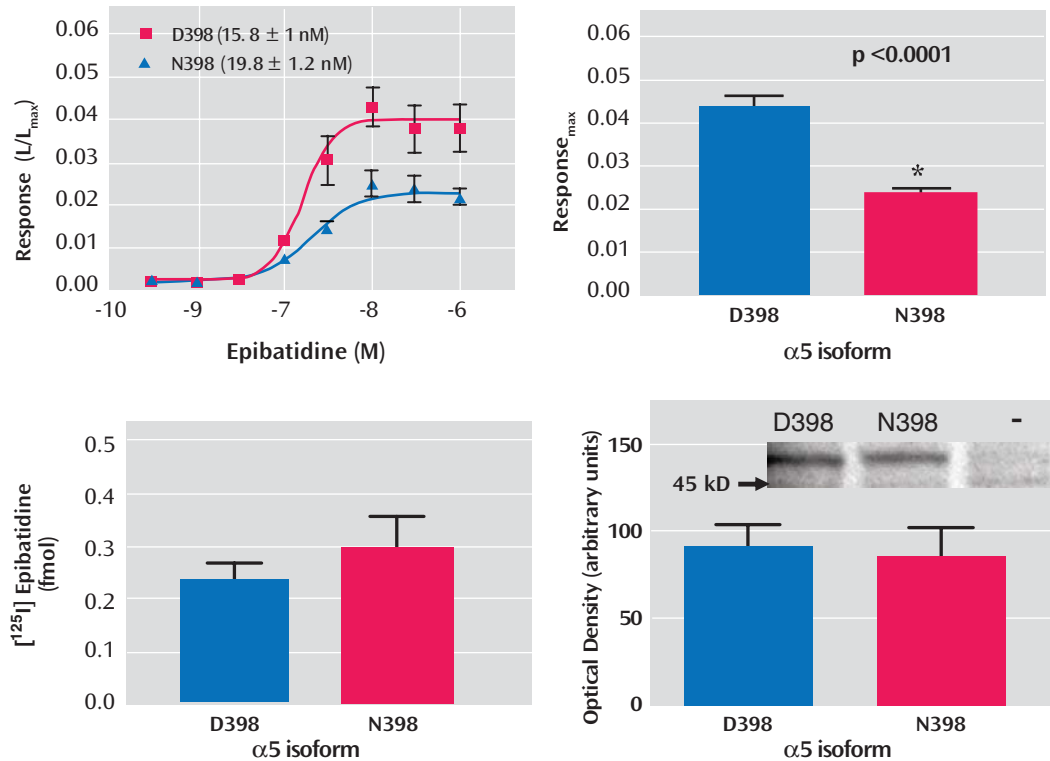 D398 (15.8 ± 1 nM)
N398 (19.8 ± 1.2 nM)
Response (L/Lmax)
0.05
0.04
0.03
0.02
0.01
0.00
-10
-9
-7
-8
-6
Epibatidine (M)
p <0.0001
*
Responsemax
0.05
0.04
0.03
0.02
0.01
0.00
D398
N398
α5 isoform
[125I] Epibatidine
(fmol)
0.5
0.4
0.3
0.2
0.1
0.0
D398
N398
α5 isoform
D398 N398 -
45 kD
Optical Density (arbitrary units)
150
100
50
0
D398
N398
α5 isoform